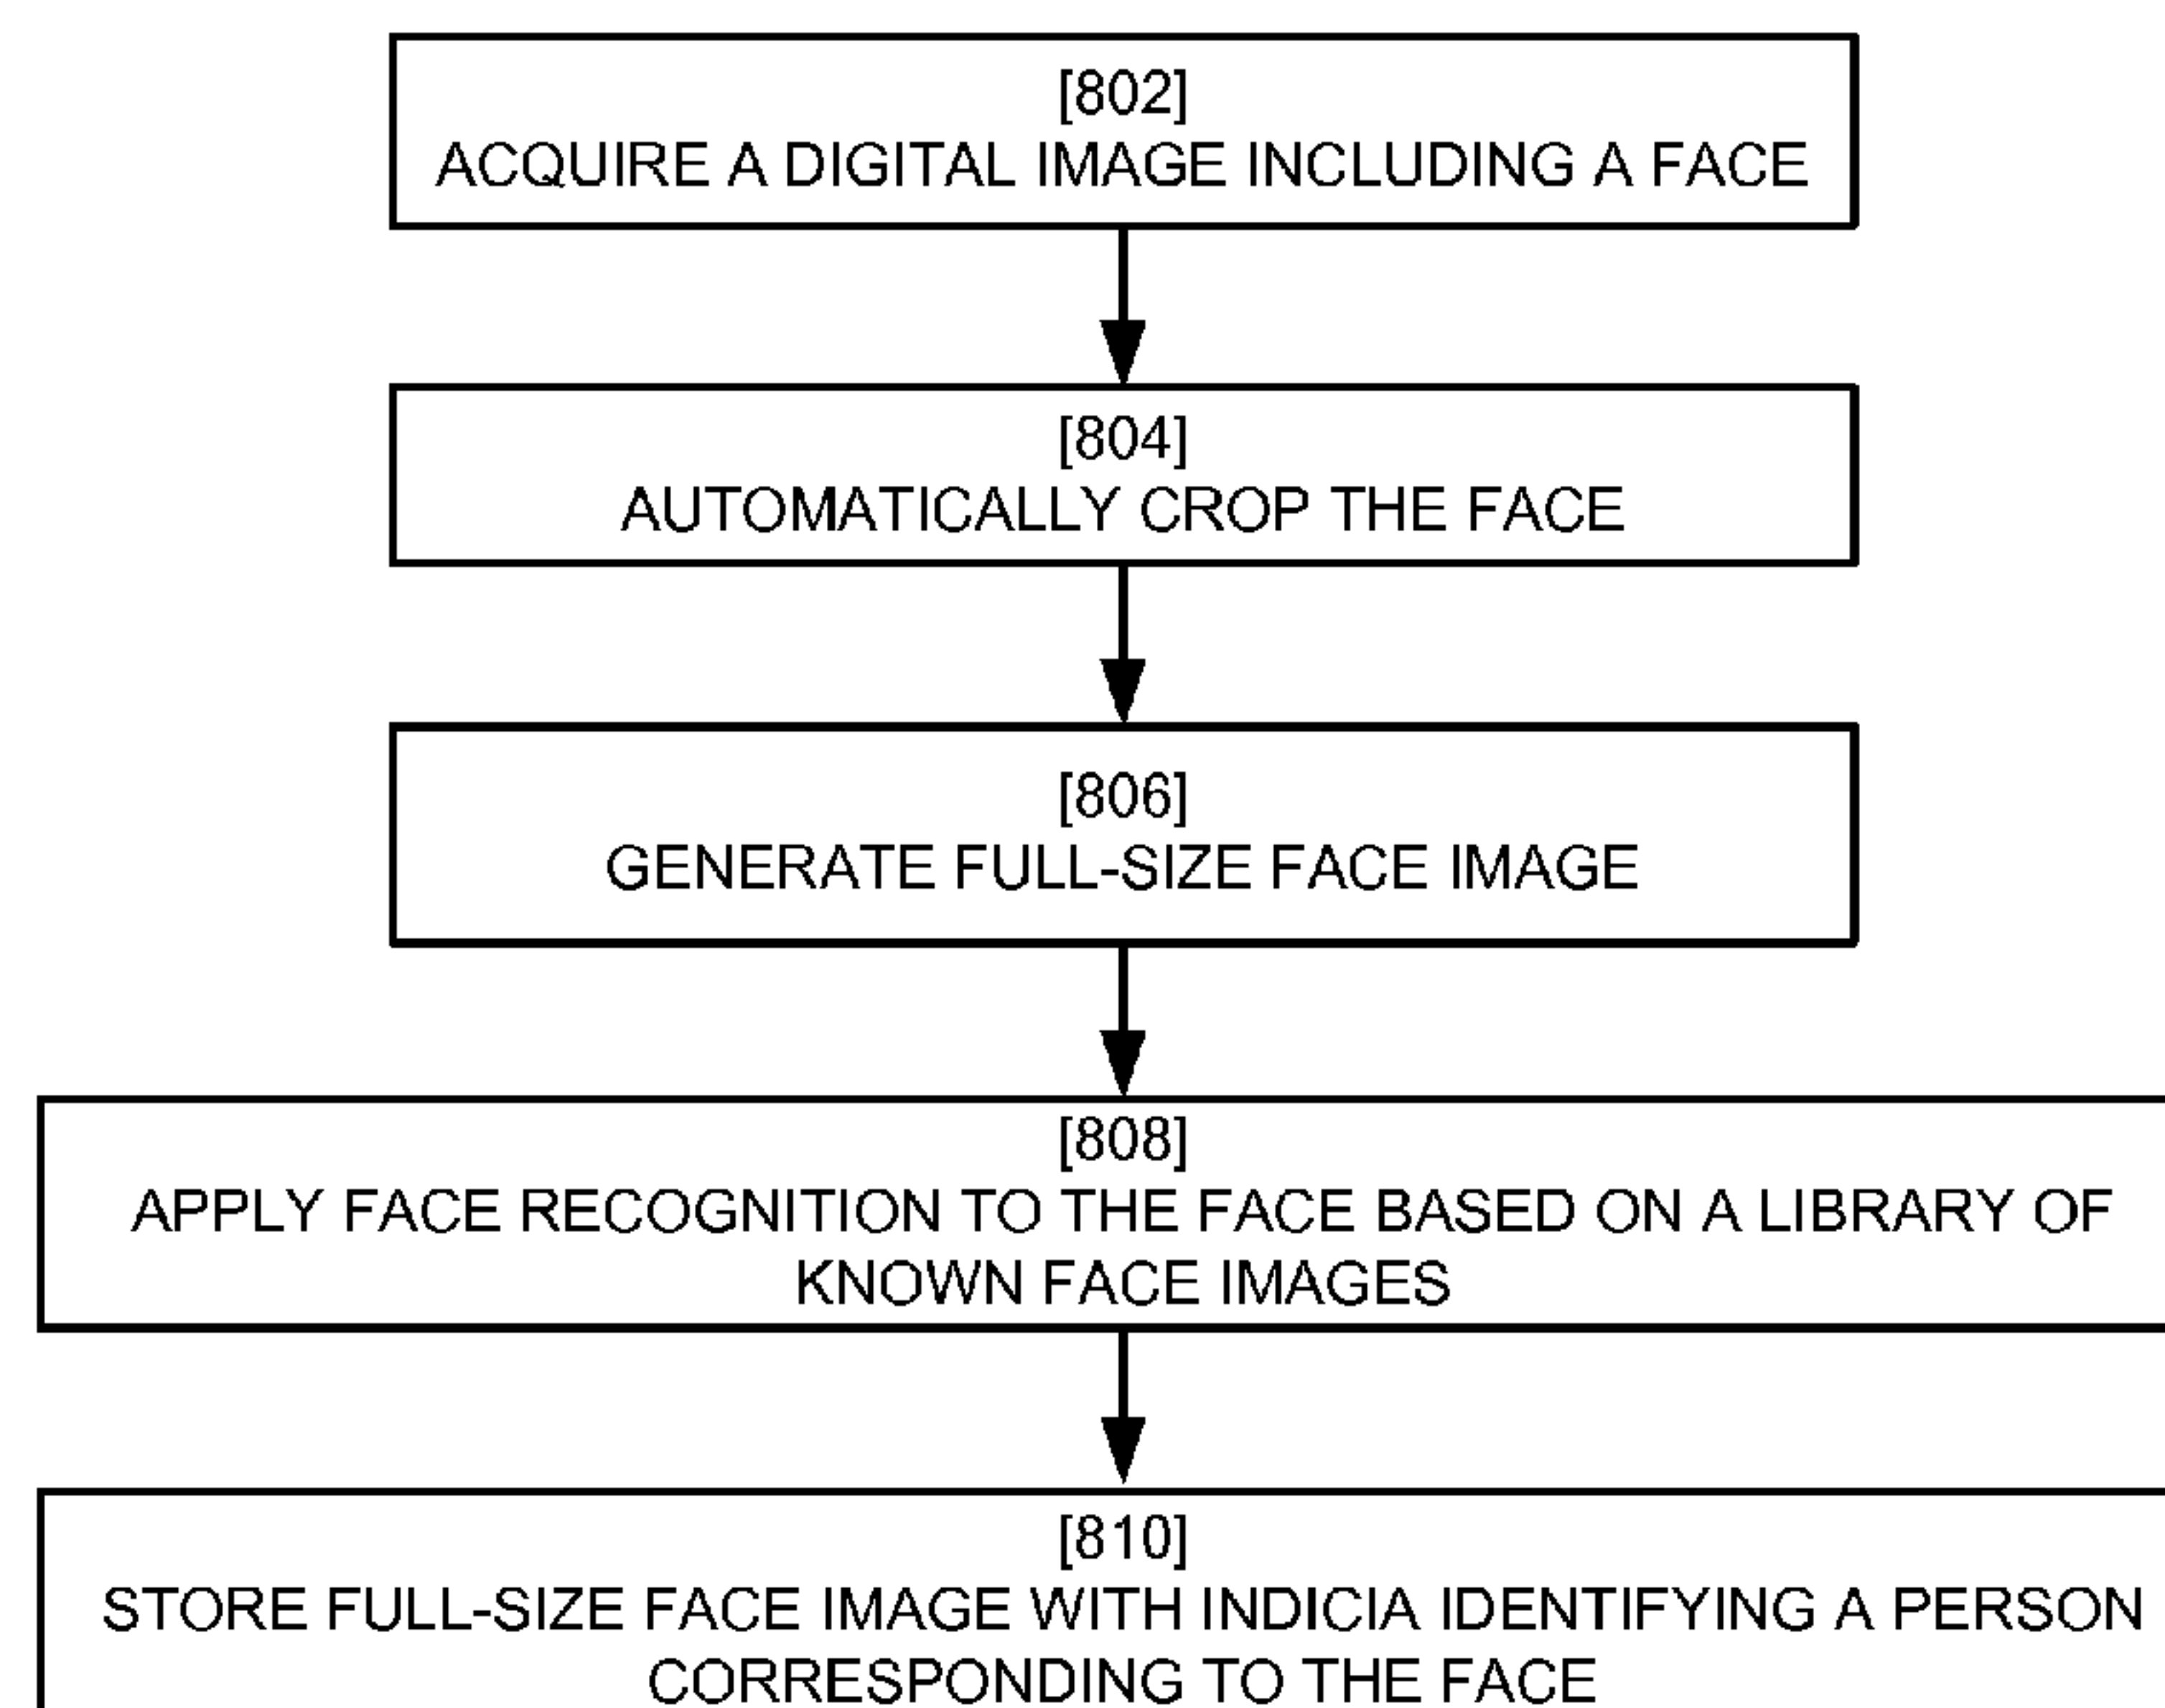 [802]
ACQUIRE A DIGITAL IMAGE INCLUDING A FACE
[804]
AUTOMATICALLY CROP THE FACE
[806]
GENERATE FULL-SIZE FACE IMAGE
[808]
APPLY FACE RECOGNITION TO THE FACE BASED ON A LIBRARY OF
KNOWN FACE IMAGES
[810]
STORE FULL-SIZE FACE IMAGE WITH INDICIA IDENTIFYING A PERSON
CORRESPONDING TO THE FACE